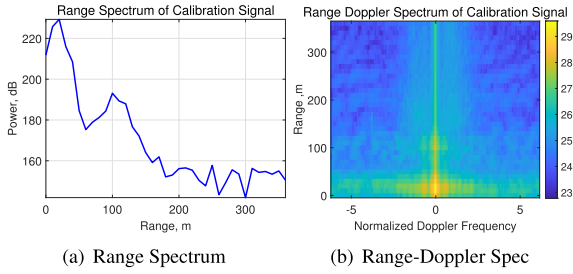 Range Spectrum of Calibration Signal
220
200
180
160
0
100
200
300
Power, dB
Range, m
(a) Range Spectrum
Range Doppler Spectrum of Calibration Signal
300
200
100
0
-5
0
5
Range ,m
Normalized Doppler Frequency
29
28
27
26
25
24
23
(b) Range-Doppler Spec